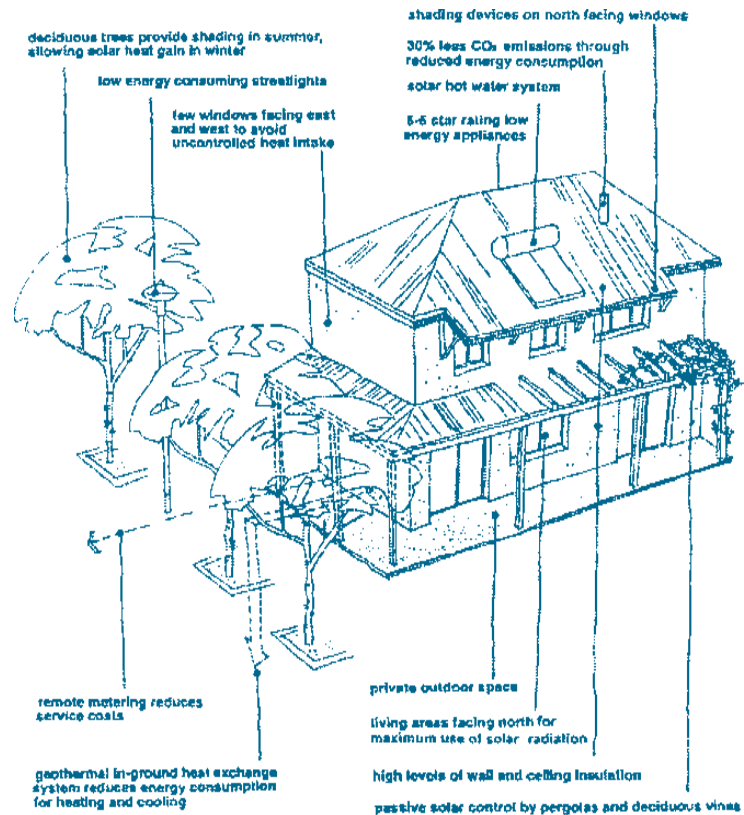 deciduous trees provide shading in summer,
allowing solar heat gain in winter
low energy consuming streetlights
few windows facing east
and west to avoid
uncontrolled heat intake
shading devices on north facing windows
30% less CO₂ emissions through
reduced energy consumption
solar hot water system
5-6 star rating low
energy appliances
remote metering reduces
service costs
geothermal in-ground heat exchange
system reduces energy consumption
for heating and cooling
private outdoor space
living areas facing north for
maximum use of solar radiation
high levels of wall and ceiling insulation
passive solar control by pergolas and deciduous vines